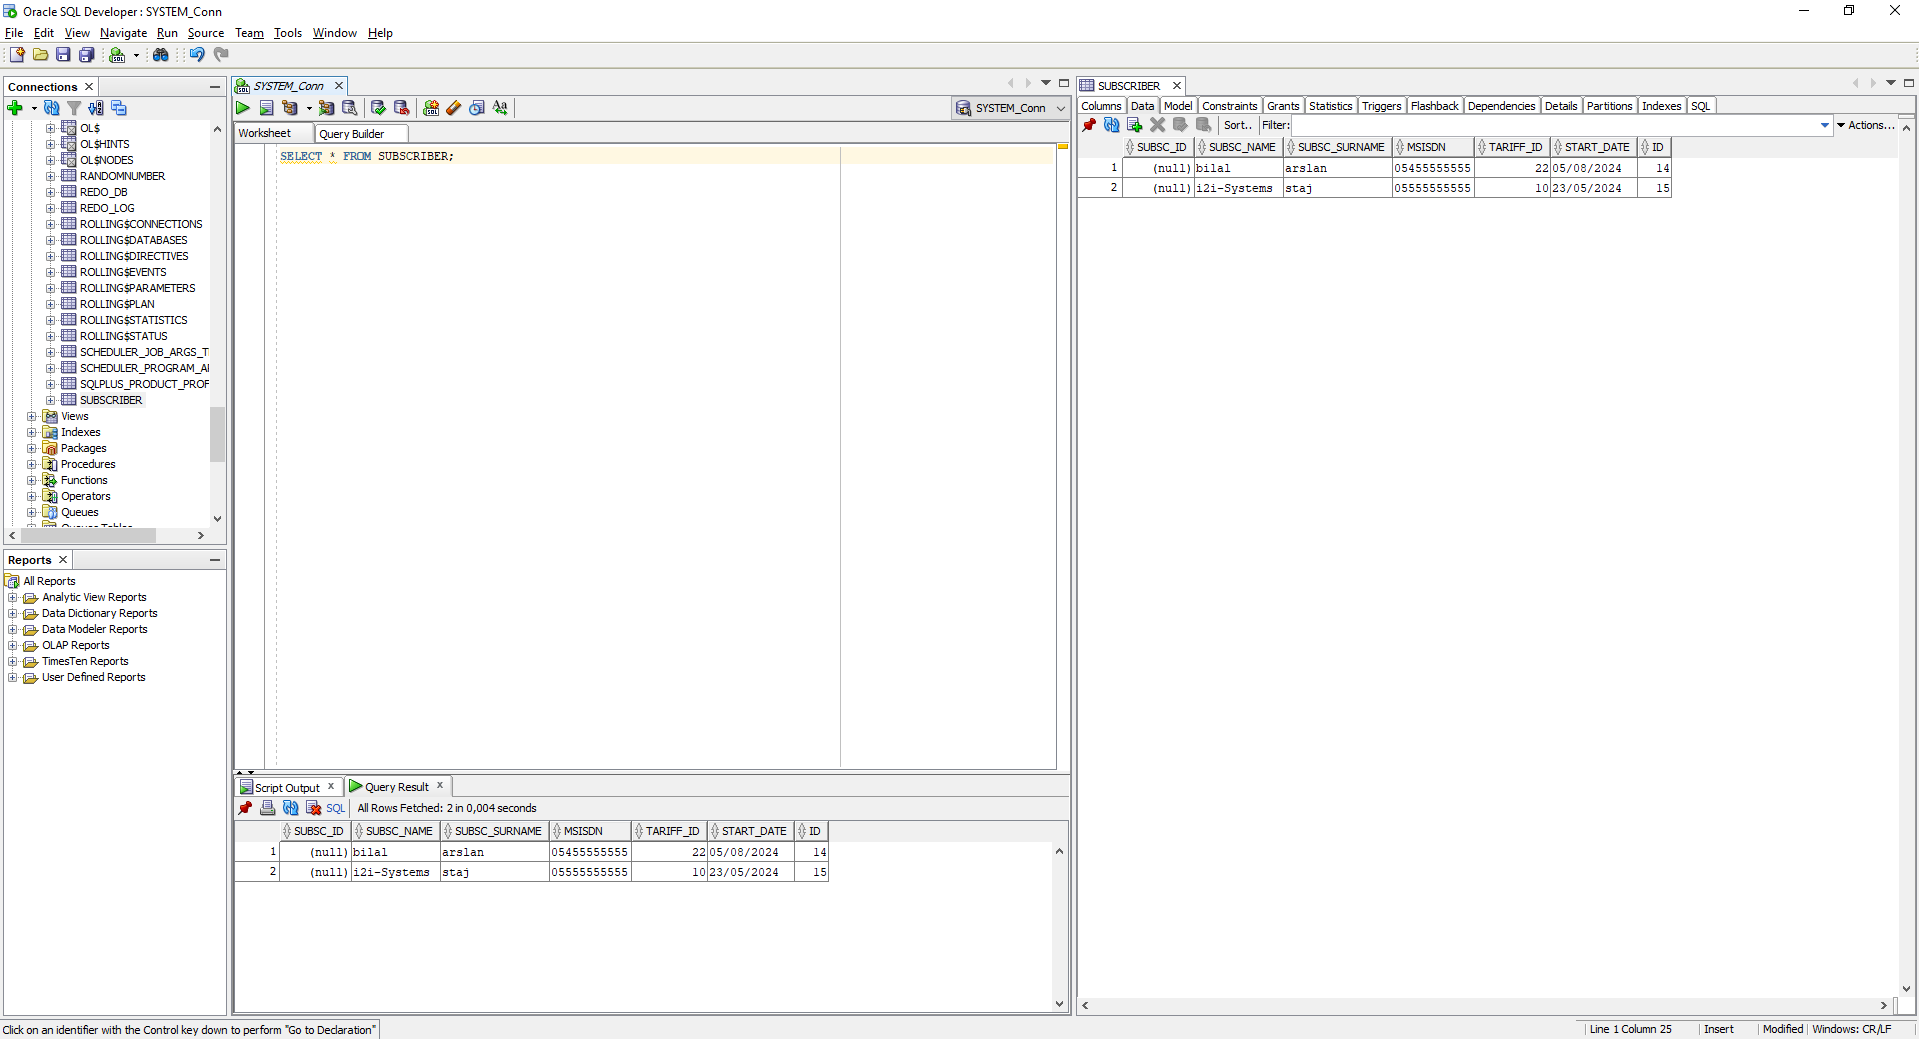 Oracle SQL Developer : SYSTEM_Conn
File Edit View Navigate Run Source Team Tools Window Help
Connections
OL$
OL$HINTS
OL$NODES
RANDOMNUMBER
REDO_DB
REDO_LOG
ROLLING$CONNECTIONS
ROLLING$DATABASES
ROLLING$DIRECTIVES
ROLLING$EVENTS
ROLLING$PARAMETERS
ROLLING$PLAN
ROLLING$STATISTICS
ROLLING$STATUS
SCHEDULER_JOB_ARGS_T
SCHEDULER_PROGRAM_A
SQLPLUS_PRODUCT_PROF
SUBSCRIBER
Views
Indexes
Packages
Procedures
Functions
Operators
Queues
Queues Tables
Reports
All Reports
Analytic View Reports
Data Dictionary Reports
Data Modeler Reports
OLAP Reports
TimesTen Reports
User Defined Reports
SYSTEM_Conn
SYSTEM_Conn
Worksheet Query Builder
SELECT * FROM SUBSCRIBER;
Script Output x Query Result x
SQL All Rows Fetched: 2 in 0,004 seconds
SUBSC_ID SUBSC_NAME SUBSC_SURNAME MSISDN TARIFF_ID START_DATE ID
1 (null) bilal arslan 05455555555 22 05/08/2024 14
2 (null) i2i-Systems staj 05555555555 10 23/05/2024 15
SUBSCRIBER
Columns Data Model Constraints Grants Statistics Triggers Flashback Dependencies Details Partitions Indexes SQL
Sort.. Filter: Actions...
SUBSC_ID SUBSC_NAME SUBSC_SURNAME MSISDN TARIFF_ID START_DATE ID
1 (null) bilal arslan 05455555555 22 05/08/2024 14
2 (null) i2i-Systems staj 05555555555 10 23/05/2024 15
Click on an identifier with the Control key down to perform "Go to Declaration"
Line 1 Column 25 Insert Modified Windows: CR/LF